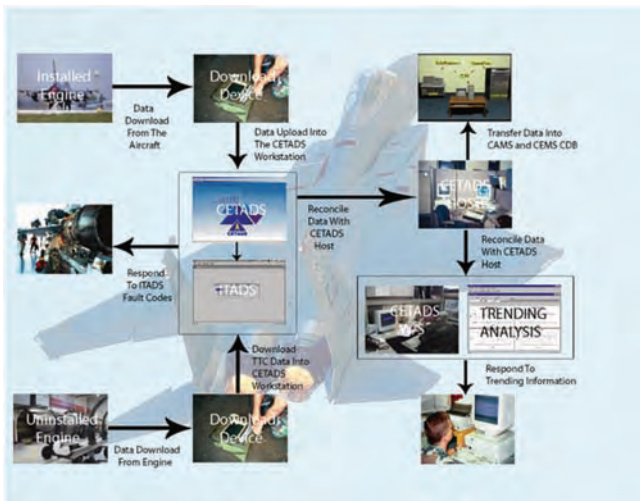 Installed
Engine
Download
Device
Data
Download
From The
Aircraft
Data Upload Into
The CETADS
Workstation
Transfer Data Into
CAMS and CEMS CDB
CETADS
Reconcile
Data With
CETADS
Host
CETADS
HOST
Reconcile Data
With CETADS
Host
Respond
To ITADS
Fault Codes
ITADS
CETADS
TRENDING
ANALYSIS
Download
TTC Data Into
CETADS
Workstation
Respond To
Trending Information
Uninstalled
Engine
Data Download
From Engine
Download
Device